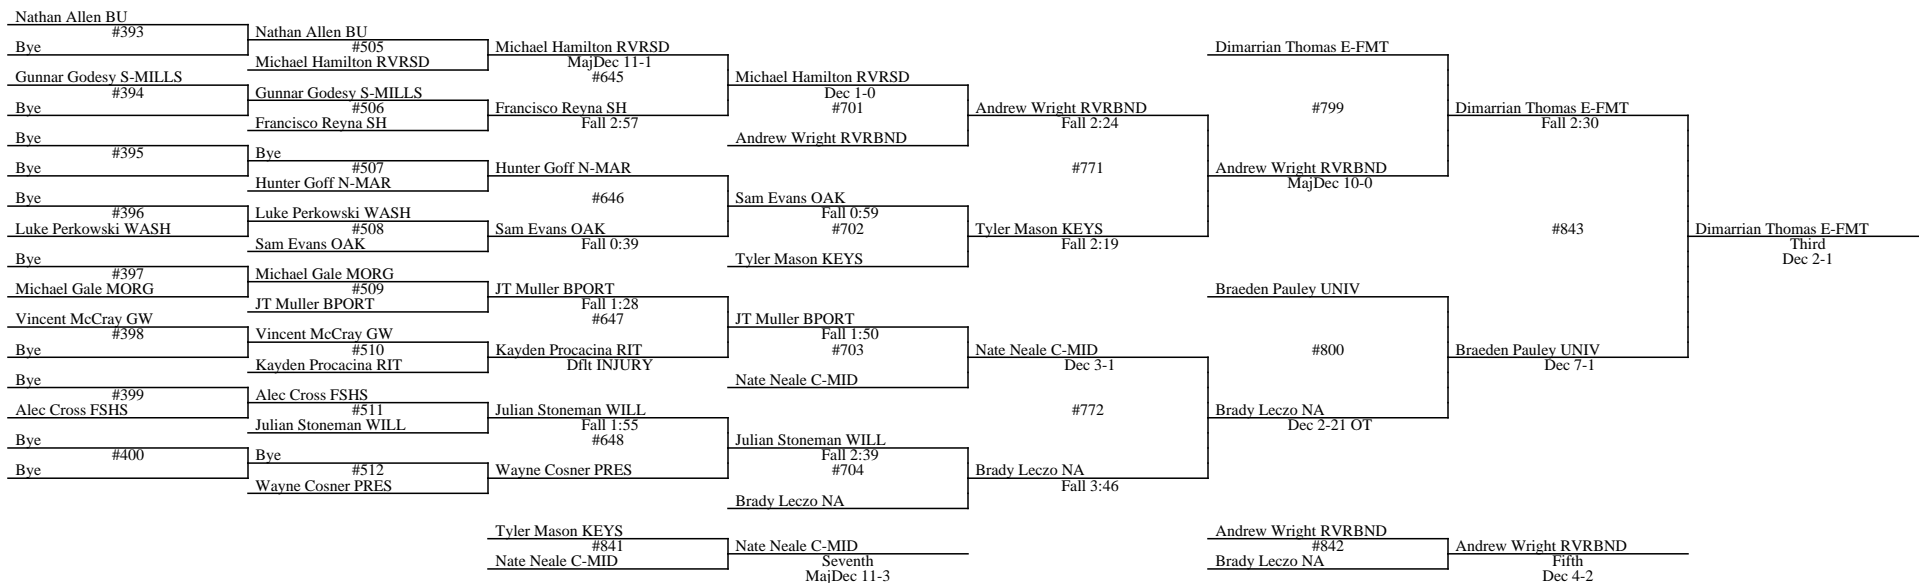 Nathan Allen BU
#393
Bye
Gunnar Godesy S-MILLS
#394
Bye
Bye
#395
Bye
Bye
#396
Luke Perkowski WASH
Bye
#397
Michael Gale MORG
Vincent McCray GW
#398
Bye
Bye
#399
Alec Cross FSHS
Bye
#400
Bye
Nathan Allen BU
#505
Michael Hamilton RVRSD
Gunnar Godesy S-MILLS
#506
Francisco Reyna SH
Bye
#507
Hunter Goff N-MAR
Luke Perkowski WASH
#508
Sam Evans OAK
Michael Gale MORG
#509
JT Muller BPORT
Vincent McCray GW
#510
Kayden Procacina RIT
Alec Cross FSHS
#511
Julian Stoneman WILL
Bye
#512
Wayne Cosner PRES
Michael Hamilton RVRSD
MajDec 11-1
#645
Francisco Reyna SH
Fall 2:57
Hunter Goff N-MAR
#646
Sam Evans OAK
Fall 0:39
JT Muller BPORT
Fall 1:28
#647
Kayden Procacina RIT
Dflt INJURY
Julian Stoneman WILL
Fall 1:55
#648
Wayne Cosner PRES
Michael Hamilton RVRSD
Dec 1-0
#701
Andrew Wright RVRBND
Sam Evans OAK
Fall 0:59
#702
Tyler Mason KEYS
JT Muller BPORT
Fall 1:50
#703
Nate Neale C-MID
Julian Stoneman WILL
Fall 2:39
#704
Brady Leczo NA
Andrew Wright RVRBND
Fall 2:24
#771
Tyler Mason KEYS
Fall 2:19
Nate Neale C-MID
Dec 3-1
#772
Brady Leczo NA
Fall 3:46
Dimarrian Thomas E-FMT
#799
Andrew Wright RVRBND
MajDec 10-0
Braeden Pauley UNIV
#800
Brady Leczo NA
Dec 2-21 OT
Dimarrian Thomas E-FMT
Fall 2:30
#843
Braeden Pauley UNIV
Dec 7-1
Dimarrian Thomas E-FMT
Third
Dec 2-1
Tyler Mason KEYS
#841
Nate Neale C-MID
Nate Neale C-MID
Seventh
MajDec 11-3
Andrew Wright RVRBND
#842
Brady Leczo NA
Andrew Wright RVRBND
Fifth
Dec 4-2